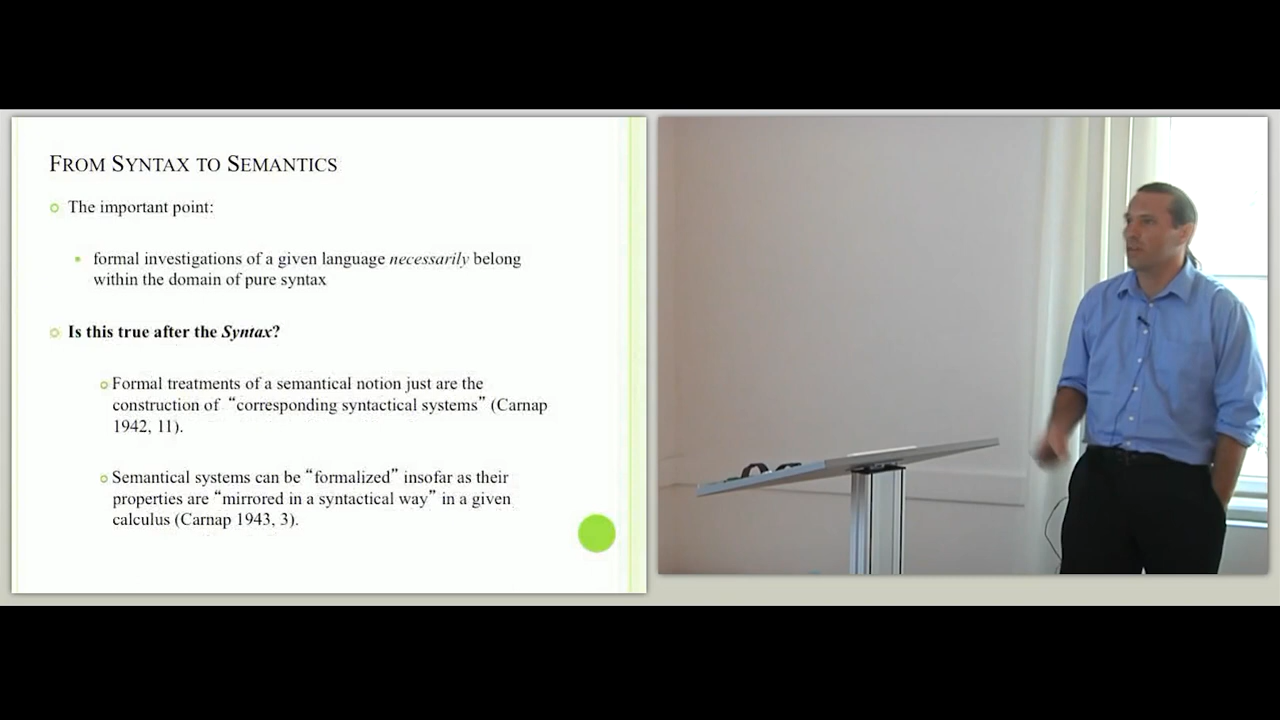 FROM SYNTAX TO SEMANTICS
The important point:
formal investigations of a given language necessarily belong
within the domain of pure syntax
Is this true after the Syntax?
Formal treatments of a semantical notion just are the
construction of “corresponding syntactical systems” (Carnap
1942, 11).
Semantical systems can be “formalized” insofar as their
properties are “mirrored in a syntactical way” in a given
calculus (Carnap 1943, 3).